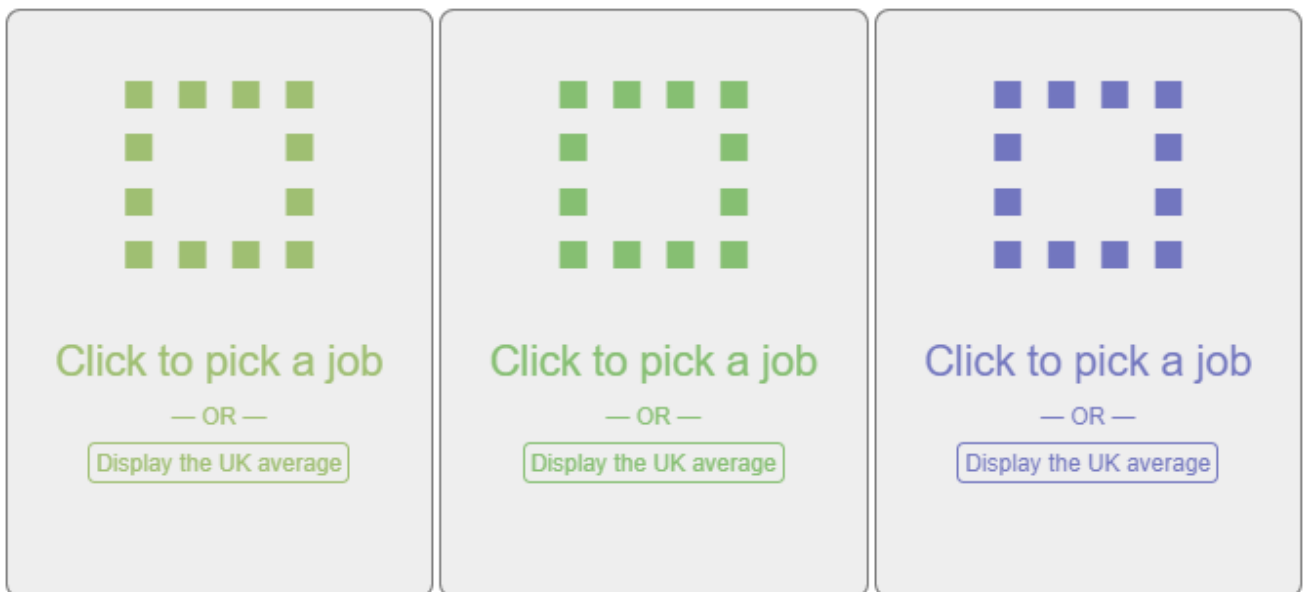 Click to pick a job
— OR —
Display the UK average
Click to pick a job
— OR —
Display the UK average
Click to pick a job
— OR —
Display the UK average